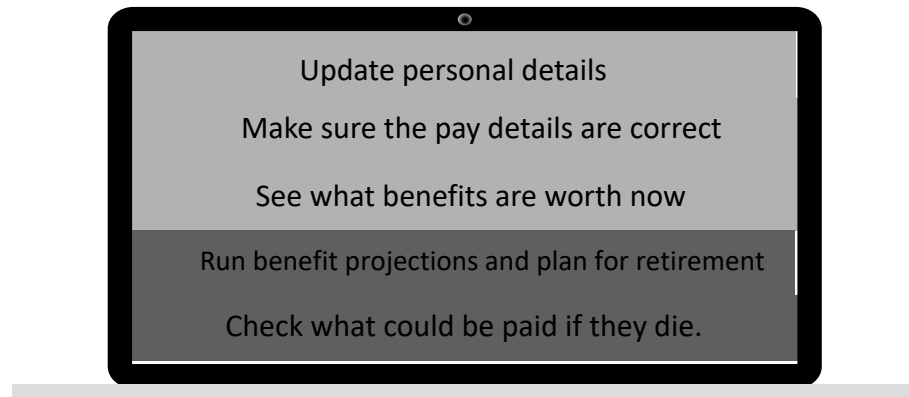 Update personal details
Make sure the pay details are correct
See what benefits are worth now
Run benefit projections and plan for retirement
Check what could be paid if they die.